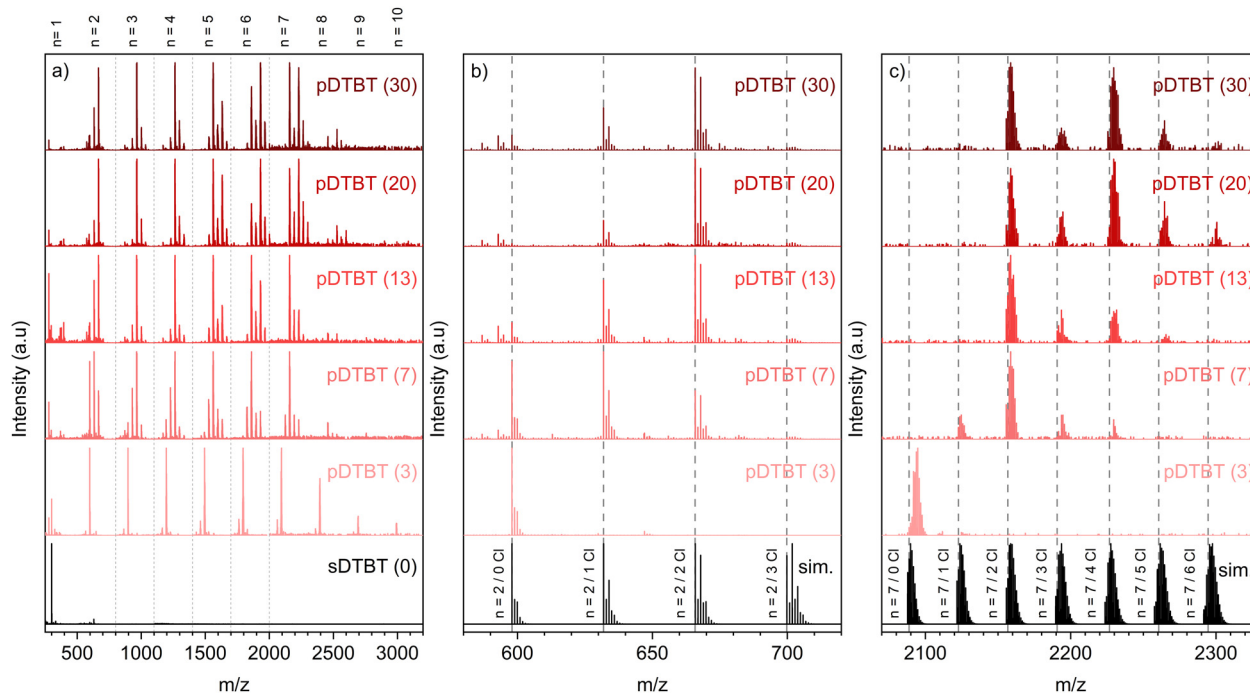 n= 1
n = 2
n = 3
n = 4
n = 5
n = 6
n = 7
n = 8
n = 9
n = 10
a)
pDTBT (30)
pDTBT (20)
pDTBT (13)
pDTBT (7)
pDTBT (3)
sDTBT (0)
Intensity (a.u)
500
1000
1500
2000
2500
3000
m/z
b)
pDTBT (30)
pDTBT (20)
pDTBT (13)
pDTBT (7)
pDTBT (3)
sim.
n = 2 / 0 Cl
n = 2 / 1 Cl
n = 2 / 2 Cl
n = 2 / 3 Cl
Intensity (a.u)
600
650
700
m/z
c)
pDTBT (30)
pDTBT (20)
pDTBT (13)
pDTBT (7)
pDTBT (3)
sim.
n = 7 / 0 Cl
n = 7 / 1 Cl
n = 7 / 2 Cl
n = 7 / 3 Cl
n = 7 / 4 Cl
n = 7 / 5 Cl
n = 7 / 6 Cl
Intensity (a.u)
2100
2200
2300
m/z